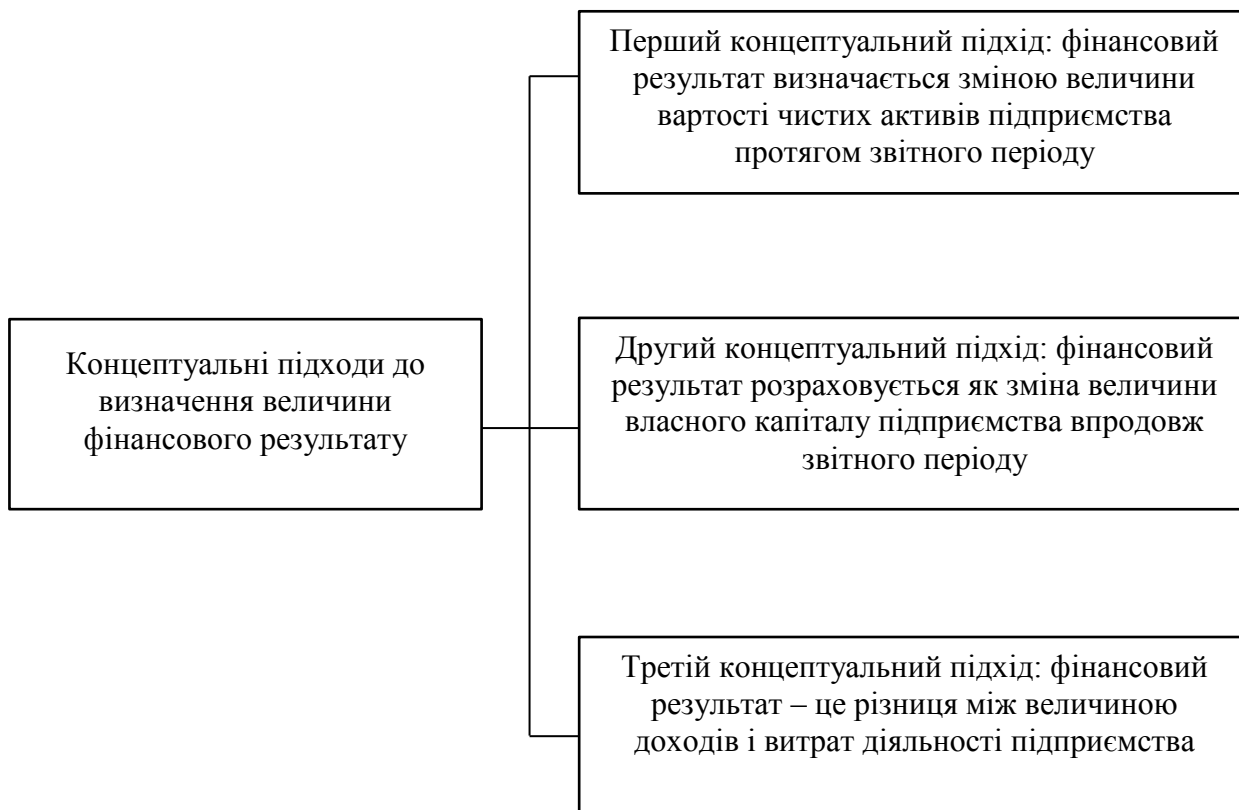 Перший концептуальний підхід: фінансовий
результат визначається зміною величини
вартості чистих активів підприємства
протягом звітного періоду
Концептуальні підходи до
визначення величини
фінансового результату
Другий концептуальний підхід: фінансовий
результат розраховується як зміна величини
власного капіталу підприємства впродовж
звітного періоду
Третій концептуальний підхід: фінансовий
результат – це різниця між величиною
доходів і витрат діяльності підприємства